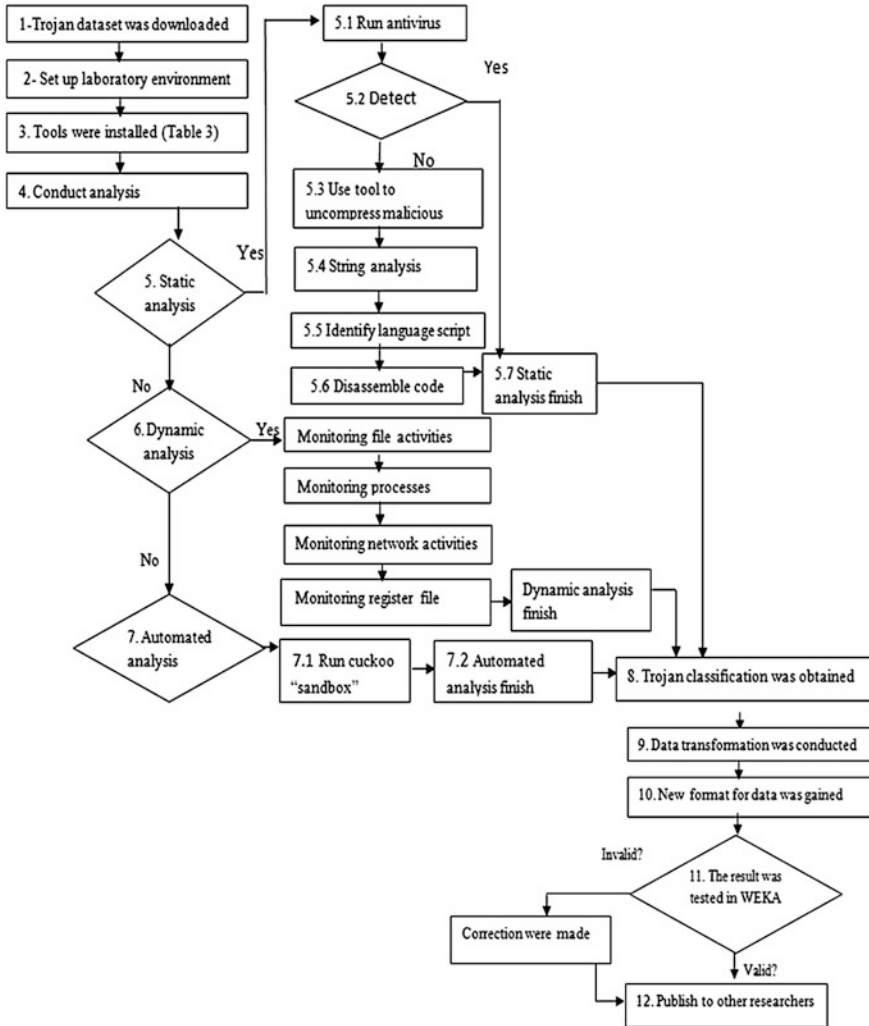 1-Trojan dataset was downloaded
2- Set up laboratory environment
3. Tools were installed (Table 3)
4. Conduct analysis
5. Static
analysis
Yes
No
5.1 Run antivirus
5.2 Detect
Yes
No
5.3 Use tool to
uncompress malicious
5.4 String analysis
5.5 Identify language script
5.6 Disassemble code
5.7 Static
analysis finish
6. Dynamic
analysis
Yes
No
Monitoring file activities
Monitoring processes
Monitoring network activities
Monitoring register file
Dynamic analysis
finish
7. Automated
analysis
7.1 Run cuckoo
“sandbox”
7.2 Automated
analysis finish
8. Trojan classification was obtained
9. Data transformation was conducted
10. New format for data was gained
11. The result was
tested in WEKA
Invalid?
Correction were made
Valid?
12. Publish to other researchers